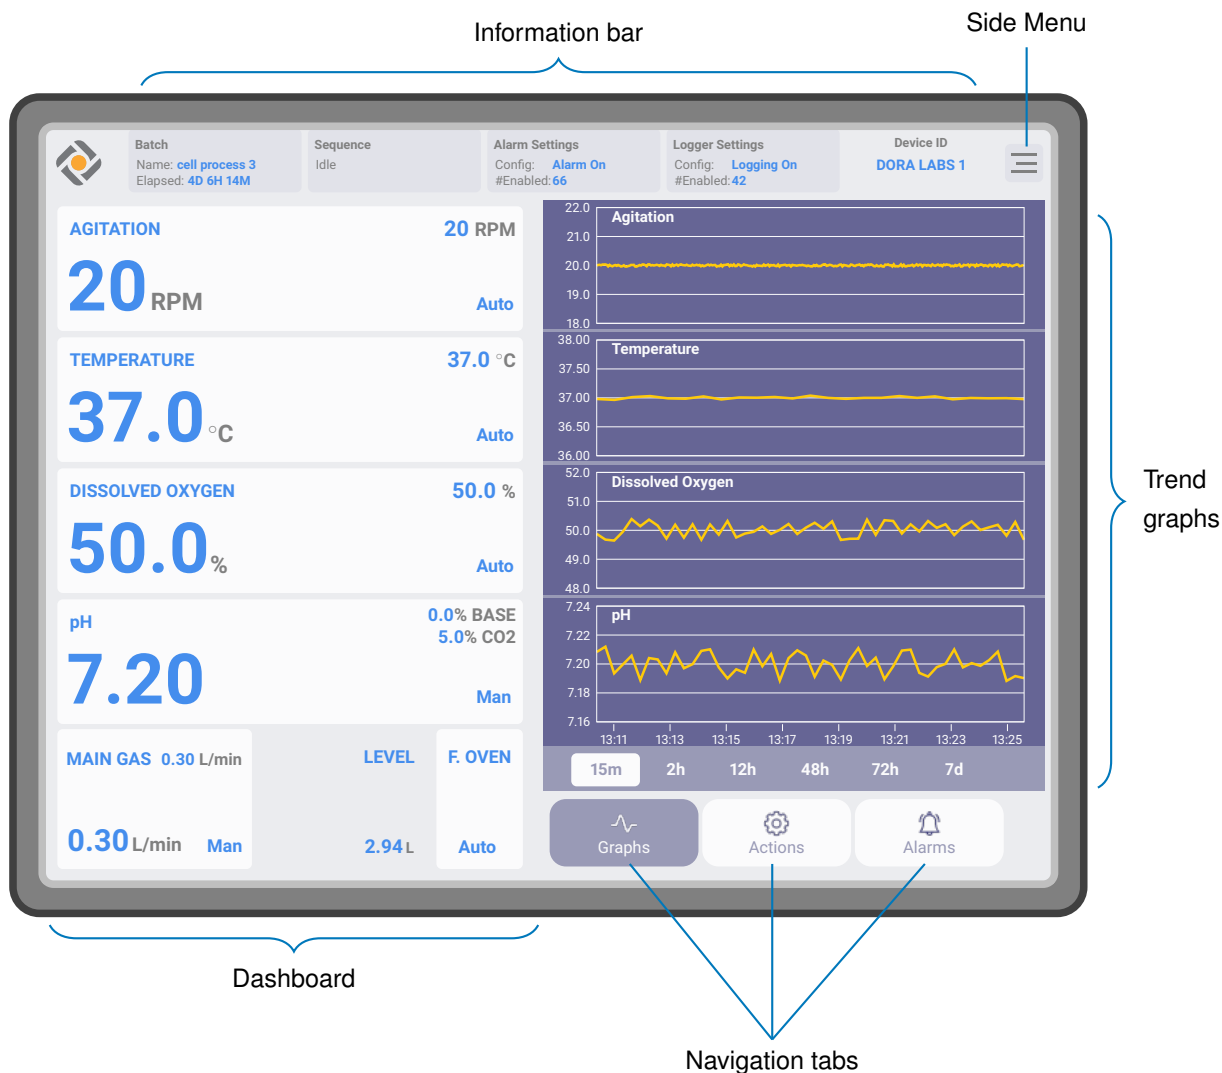 Information bar
Side Menu
Batch
Name: cell process 3
Elapsed: 4D 6H 14M
Sequence
Idle
Alarm Settings
Config: Alarm On
#Enabled: 66
Logger Settings
Config: Logging On
#Enabled: 42
Device ID
DORA LABS 1
AGITATION 20 RPM
20 RPM
Auto
TEMPERATURE 37.0 °C
37.0 °C
Auto
DISSOLVED OXYGEN 50.0 %
50.0 %
Auto
pH
0.0% BASE
5.0% CO2
7.20
Man
MAIN GAS 0.30 L/min
0.30 L/min Man
LEVEL
2.94 L
F. OVEN
Auto
Agitation
22.0
21.0
20.0
19.0
18.0
Temperature
38.00
37.50
37.00
36.50
36.00
Dissolved Oxygen
52.0
51.0
50.0
49.0
48.0
pH
7.24
7.22
7.20
7.18
7.16
13:11 13:13 13:15 13:17 13:19 13:21 13:23 13:25
15m 2h 12h 48h 72h 7d
Graphs Actions Alarms
Trend
graphs
Dashboard
Navigation tabs